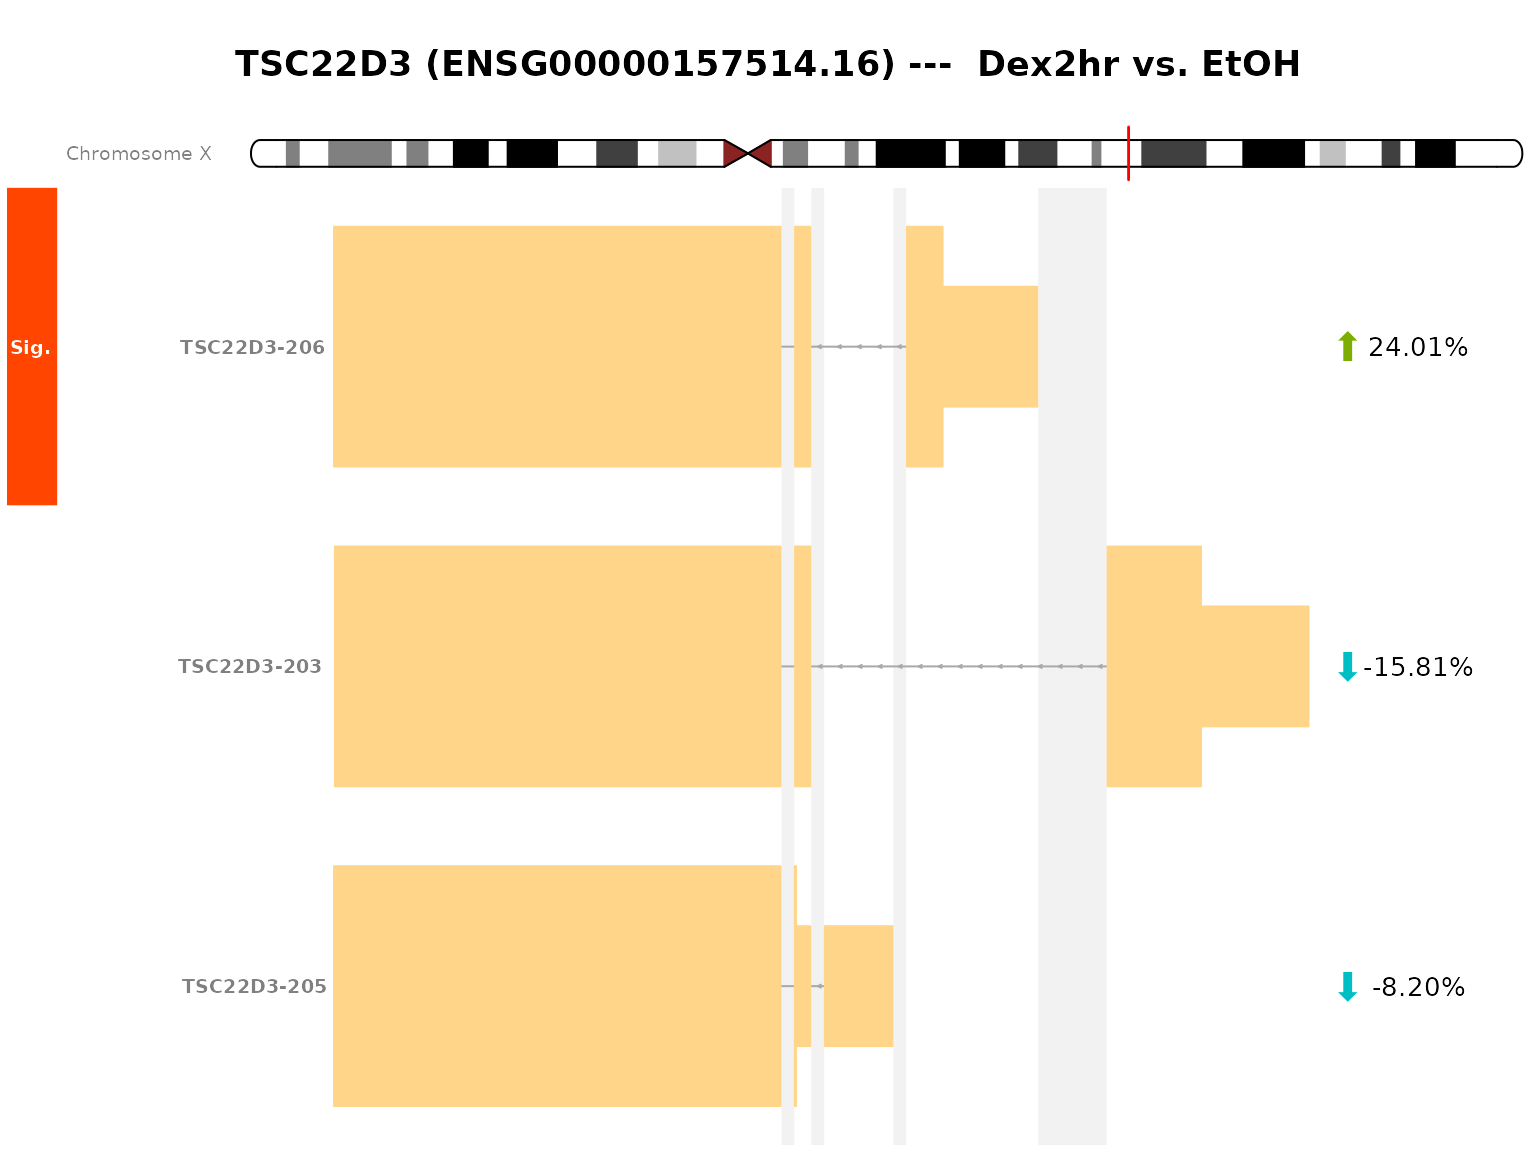 TSC22D3 (ENSG00000157514.16) ---  Dex2hr vs. EtOH
Chromosome X
Sig.
TSC22D3-206
24.01%
TSC22D3-203
-15.81%
TSC22D3-205
-8.20%